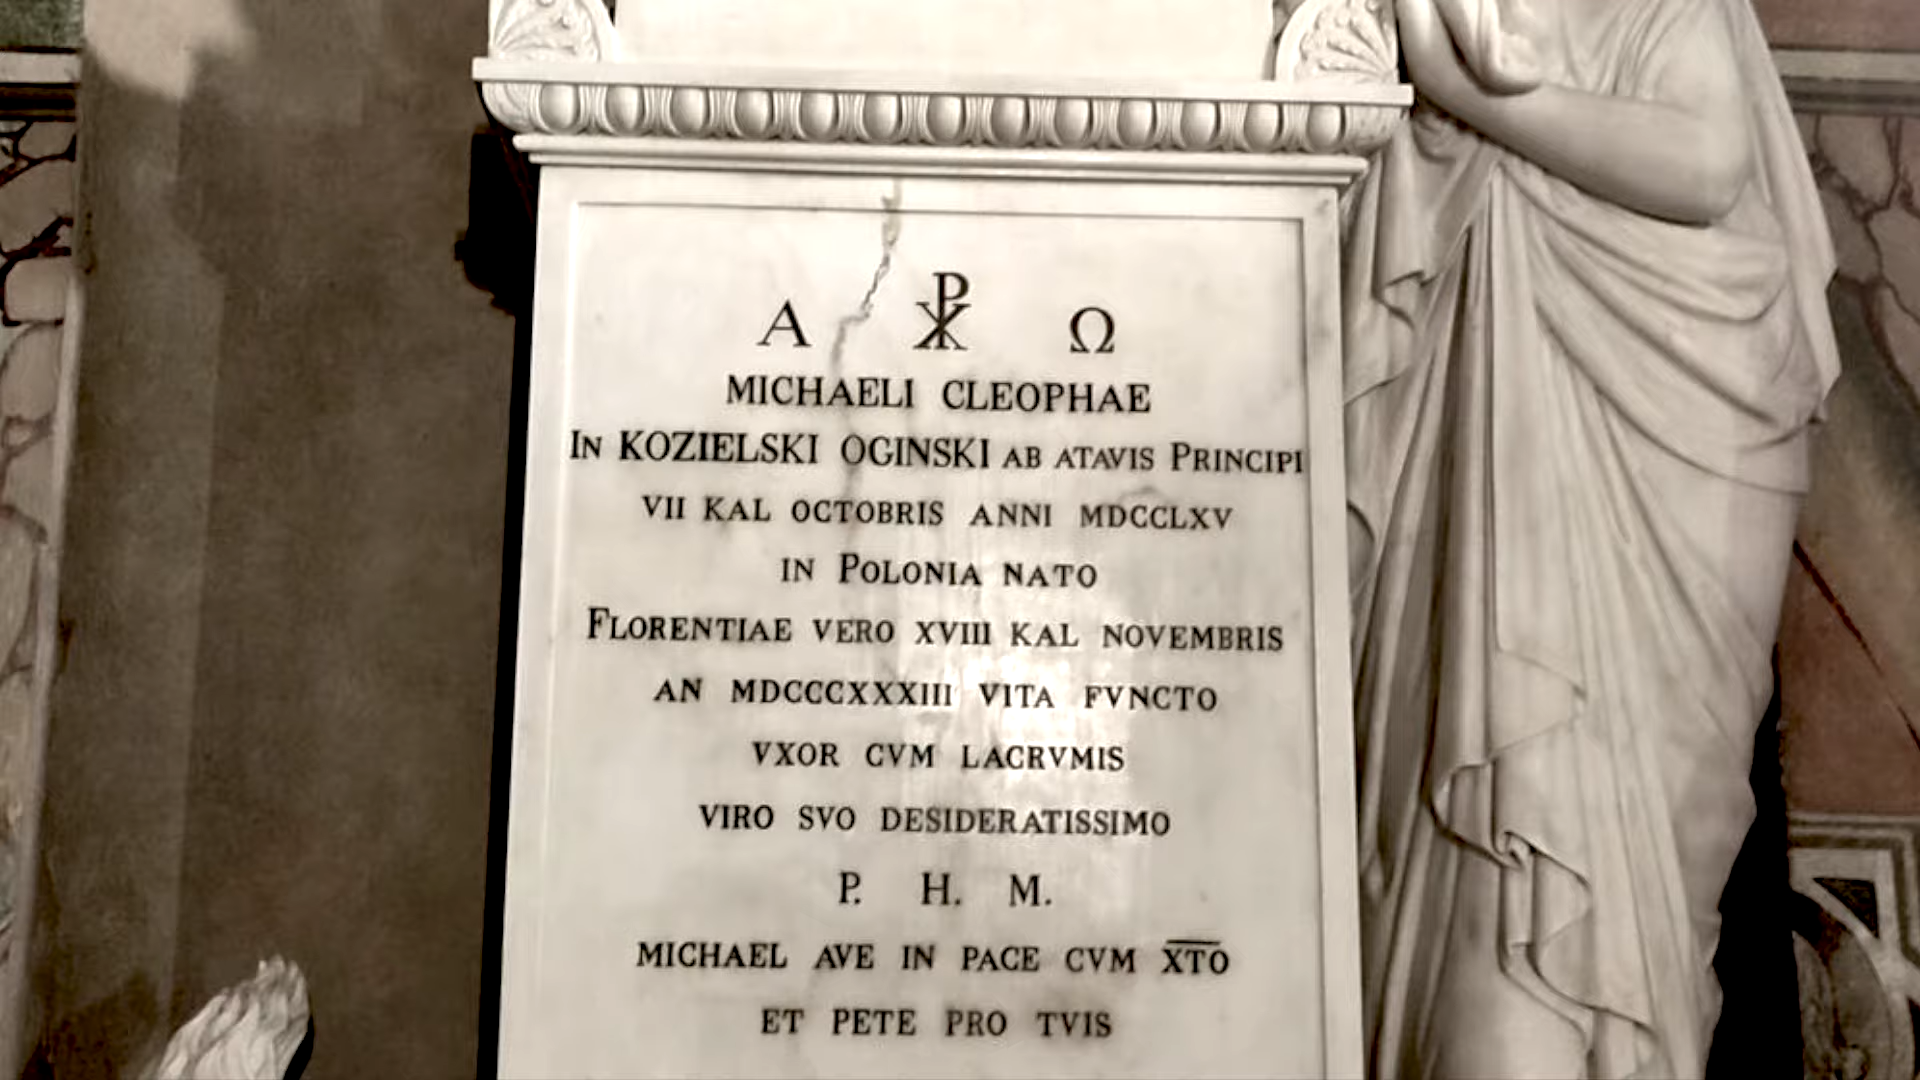 Α ☧ Ω
MICHAELI CLEOPHAE
IN KOZIELSKI OGINSKI AB ATAVIS PRINCIPI
VII KAL OCTOBRIS ANNI MDCCLXV
IN POLONIA NATO
FLORENTIAE VERO XVIII KAL NOVEMBRIS
AN MDCCCXXXIII VITA FVNCTO
VXOR CVM LACRVMIS
VIRO SVO DESIDERATISSIMO
P. H. M.
MICHAEL AVE IN PACE CVM X̅T̅O̅
ET PETE PRO TVIS